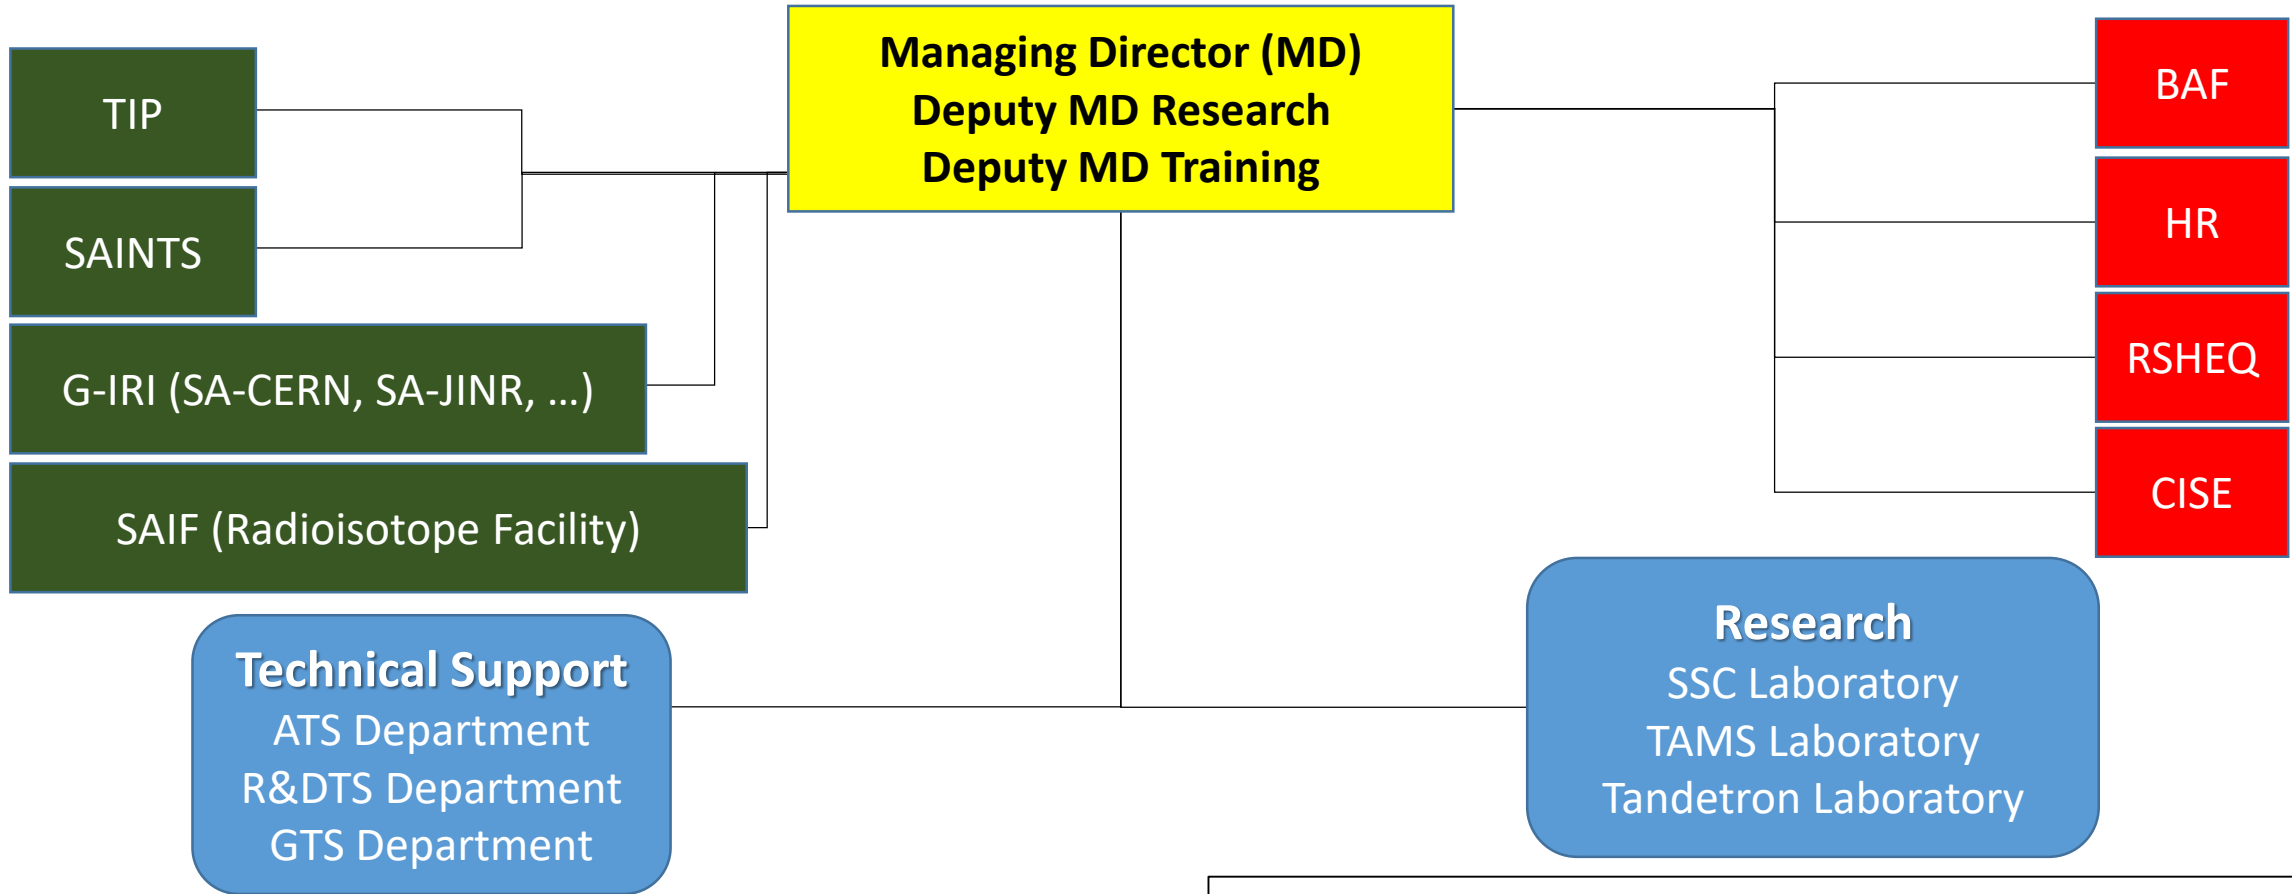 Managing Director (MD)
Deputy MD Research
Deputy MD Training
TIP
SAINTS
G-IRI (SA-CERN, SA-JINR, ...)
SAIF (Radioisotope Facility)
BAF
HR
RSHEQ
CISE
Technical Support
ATS Department
R&DTS Department
GTS Department
Research
SSC Laboratory
TAMS Laboratory
Tandetron Laboratory